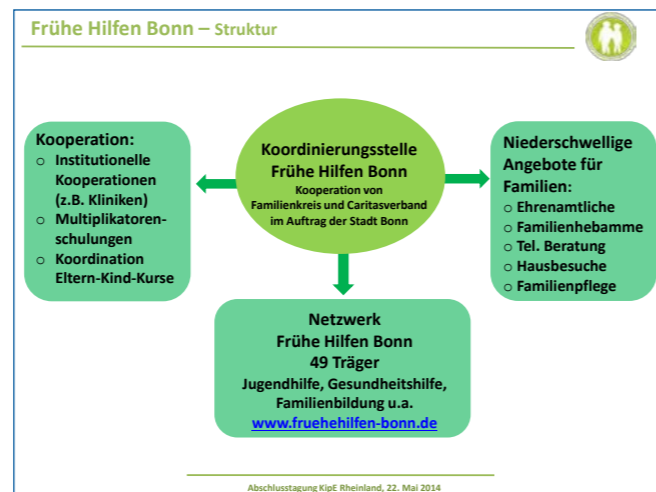 Frühe Hilfen Bonn – Struktur
Kooperation:
o Institutionelle
Kooperationen
(z.B. Kliniken)
o Multiplikatoren-
schulungen
o Koordination
Eltern-Kind-Kurse
Koordinierungsstelle
Frühe Hilfen Bonn
Kooperation von
Familienkreis und Caritasverband
im Auftrag der Stadt Bonn
Niederschwellige
Angebote für
Familien:
o Ehrenamtliche
o Familienhebamme
o Tel. Beratung
o Hausbesuche
o Familienpflege
Netzwerk
Frühe Hilfen Bonn
49 Träger
Jugendhilfe, Gesundheitshilfe,
Familienbildung u.a.
www.fruehehilfen-bonn.de
Abschlusstagung KipE Rheinland, 22. Mai 2014